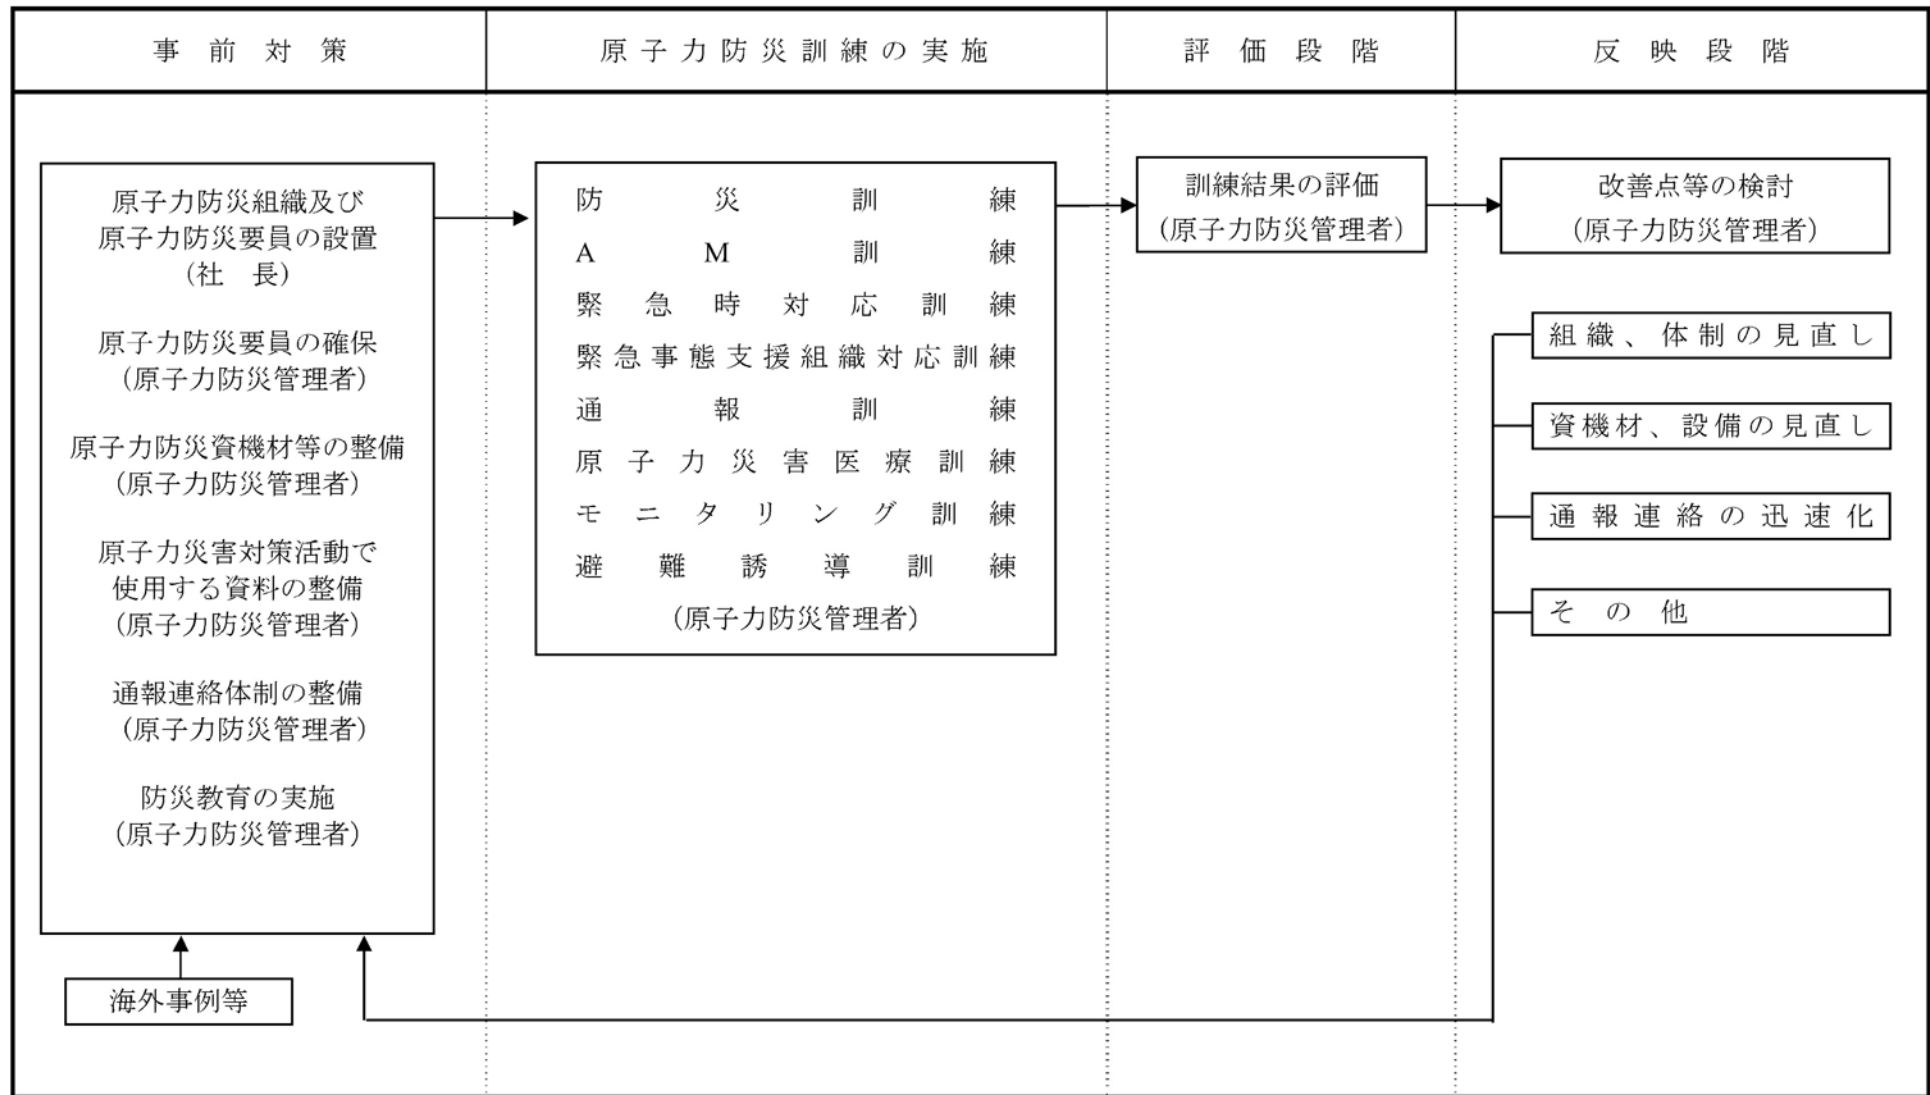 事前対策
原子力防災訓練の実施
評価段階
反映段階
原子力防災組織及び
原子力防災要員の設置
(社　長)
原子力防災要員の確保
(原子力防災管理者)
原子力防災資機材等の整備
(原子力防災管理者)
原子力災害対策活動で
使用する資料の整備
(原子力防災管理者)
通報連絡体制の整備
(原子力防災管理者)
防災教育の実施
(原子力防災管理者)
海外事例等
防災訓練
AM訓練
緊急時対応訓練
緊急事態支援組織対応訓練
通報訓練
原子力災害医療訓練
モニタリング訓練
避難誘導訓練
(原子力防災管理者)
訓練結果の評価
(原子力防災管理者)
改善点等の検討
(原子力防災管理者)
組織、体制の見直し
資機材、設備の見直し
通報連絡の迅速化
その他